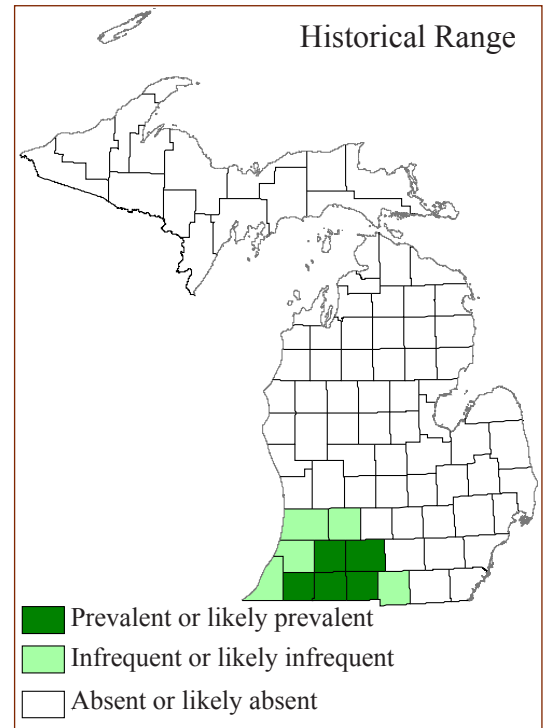 Historical Range
Prevalent or likely prevalent
Infrequent or likely infrequent
Absent or likely absent